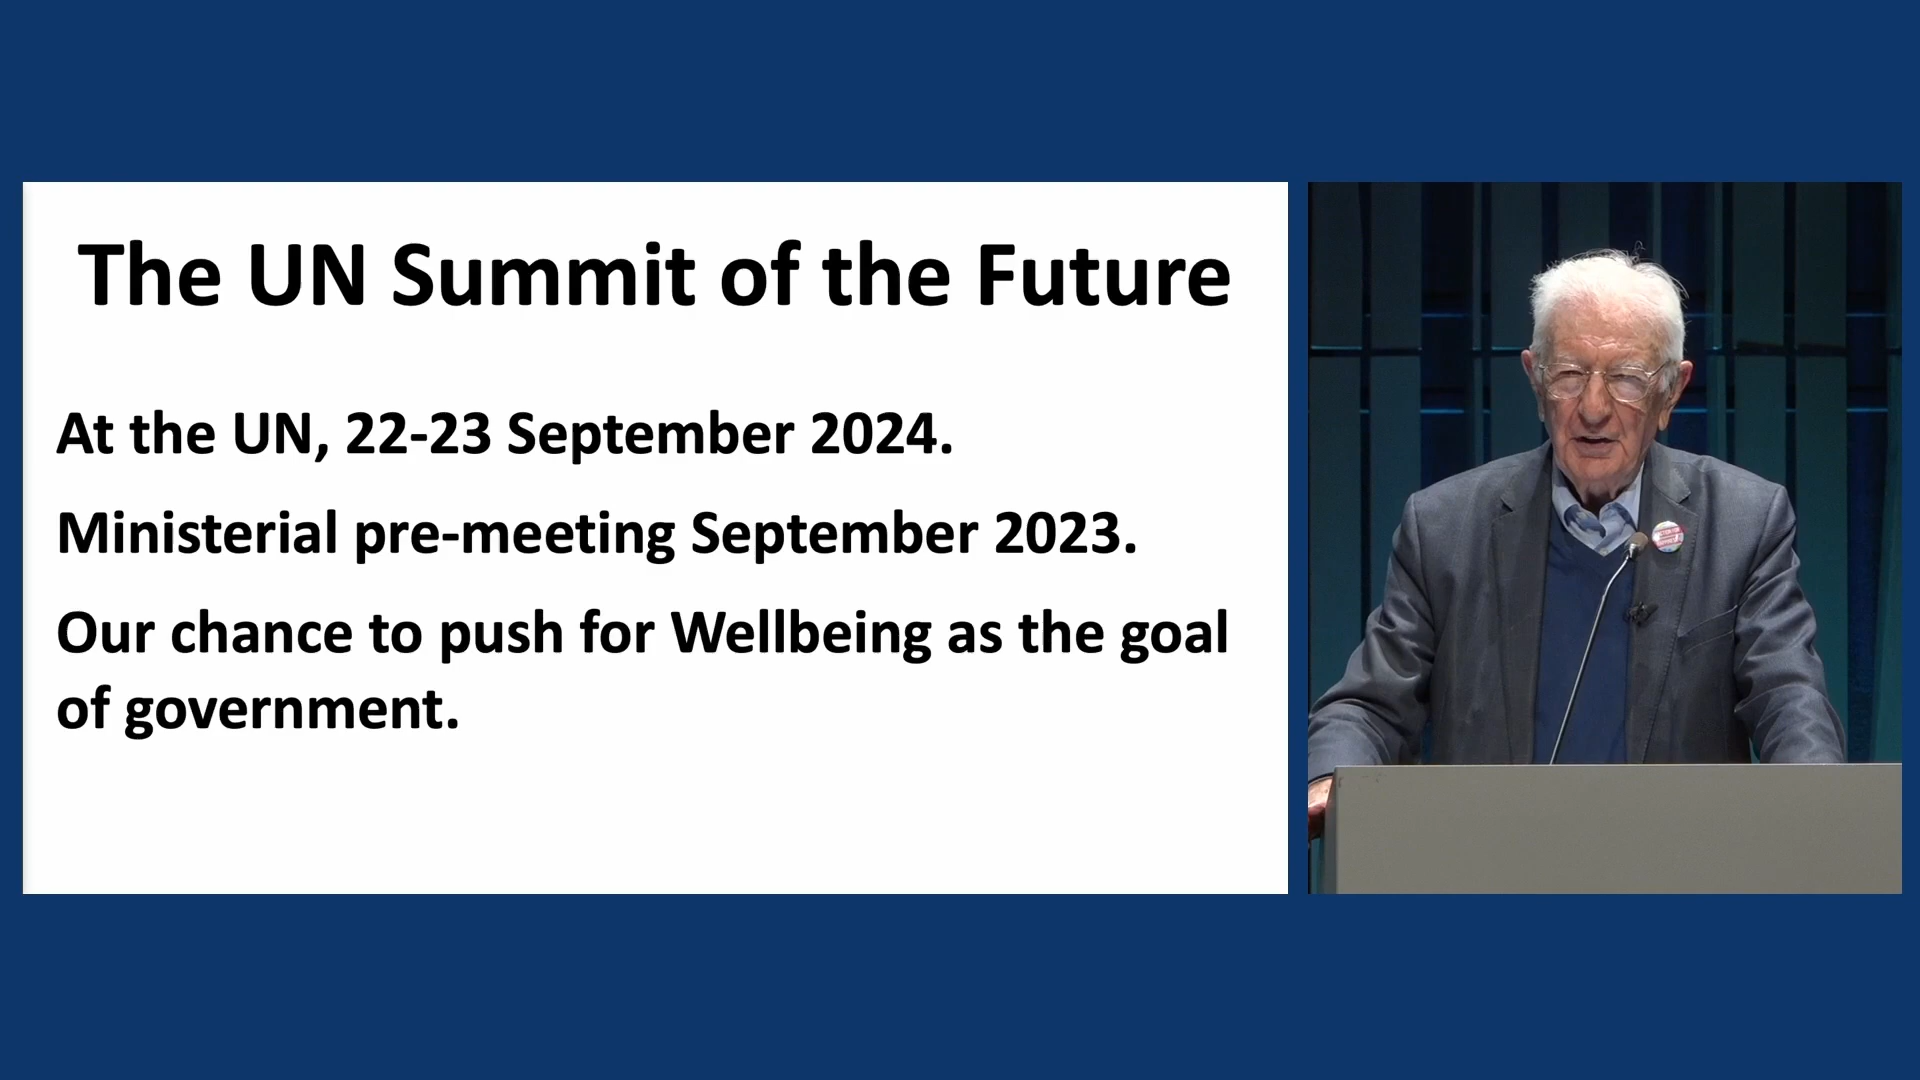 The UN Summit of the Future
At the UN, 22-23 September 2024.
Ministerial pre-meeting September 2023.
Our chance to push for Wellbeing as the goal
of government.